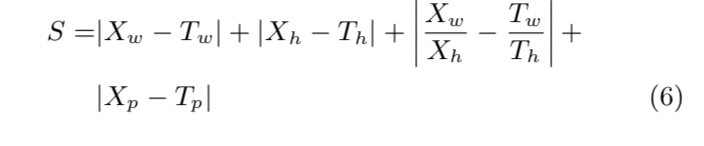 S =|X_w − T_w| + |X_h − T_h| + |X_w/X_h − T_w/T_h| +
|X_p − T_p| (6)